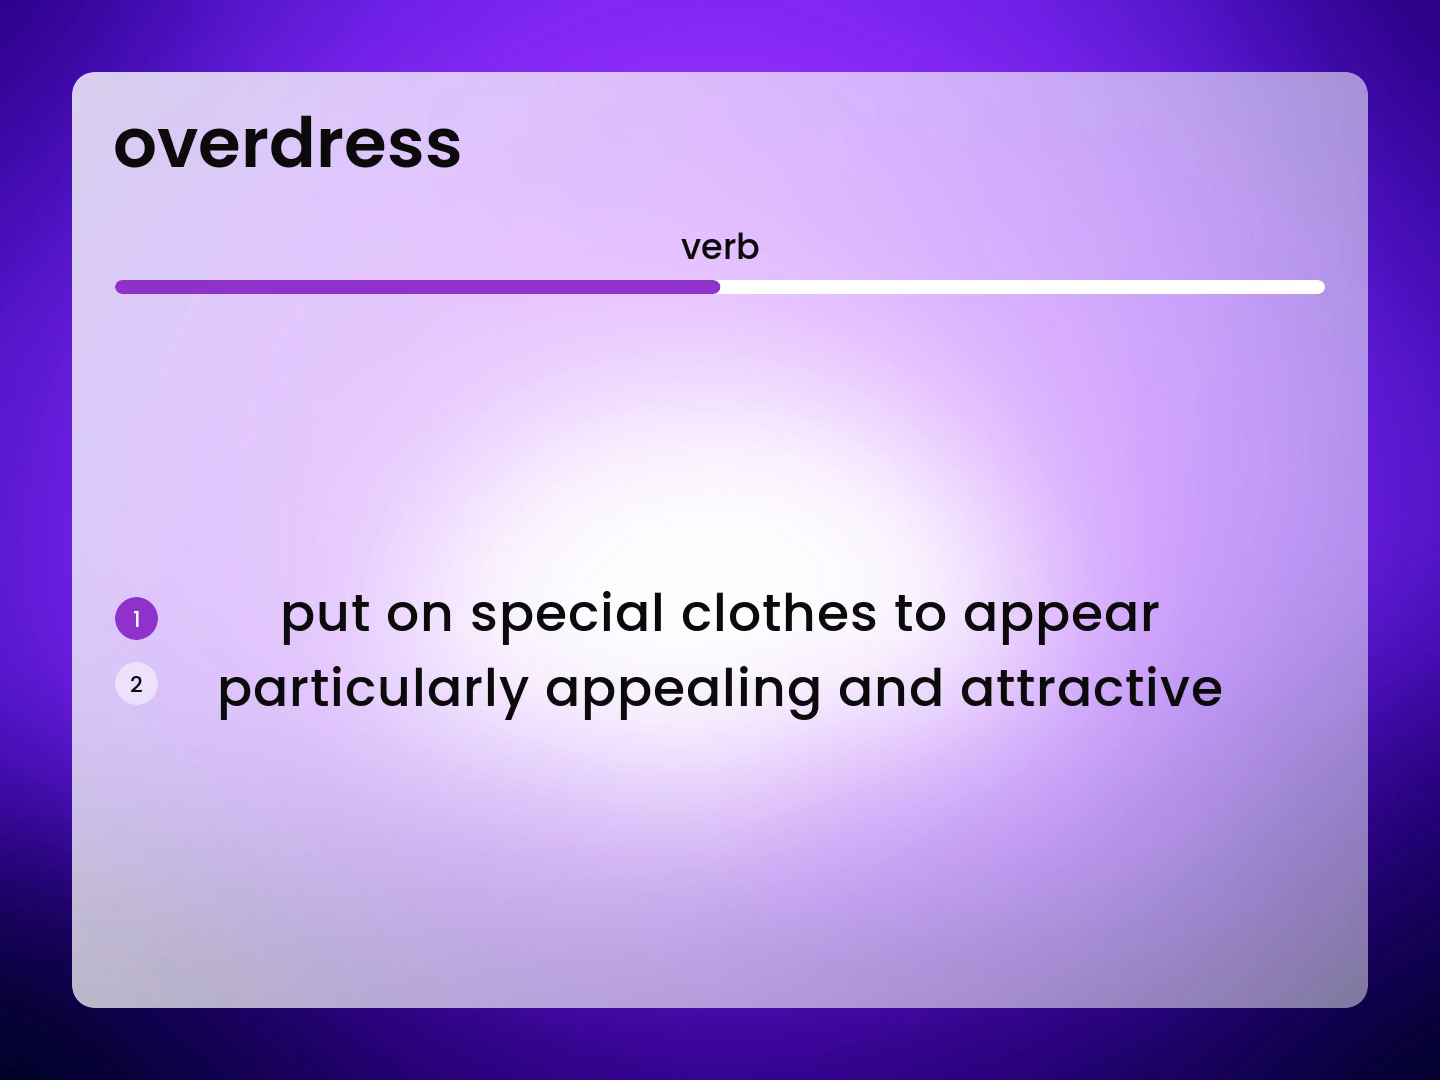 overdress
verb
1
put on special clothes to appear
2
particularly appealing and attractive